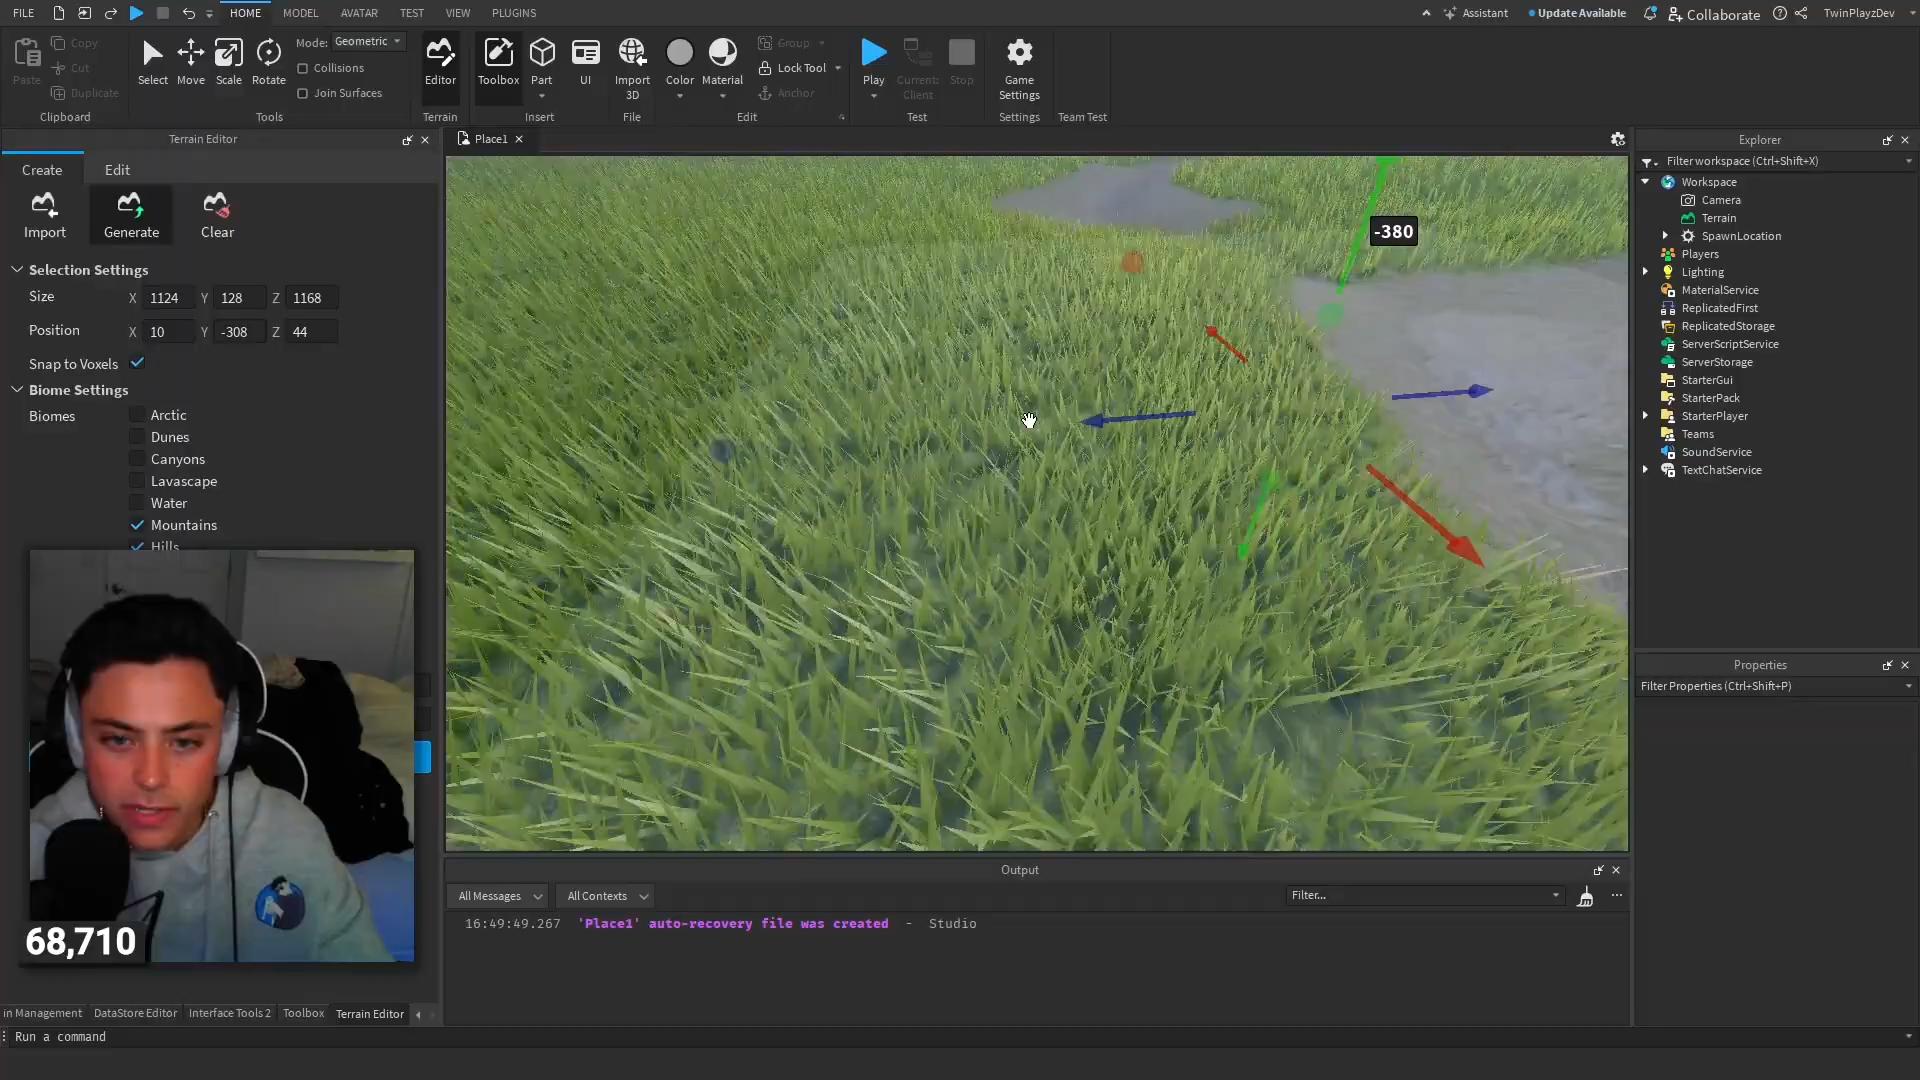 FILE HOME MODEL AVATAR TEST VIEW PLUGINS Assistant Update Available Collaborate TwinPlayzDev
Paste Copy Cut Duplicate Clipboard
Select Move Scale Rotate Mode: Geometric Collisions Join Surfaces Tools
Editor Terrain
Toolbox Part UI Insert
Import 3D File
Color Material Group Lock Tool Anchor Edit
Play Current: Client Stop Test
Game Settings Settings
Team Test
Terrain Editor
Create Edit
Import Generate Clear
Selection Settings
Size X 1124 Y 128 Z 1168
Position X 10 Y -308 Z 44
Snap to Voxels
Biome Settings
Biomes Arctic
Dunes
Canyons
Lavascape
Water
Mountains
Hills
68,710
in Management DataStore Editor Interface Tools 2 Toolbox Terrain Editor
Run a command
Place1
-380
Output
All Messages All Contexts Filter...
16:49:49.267 'Place1' auto-recovery file was created - Studio
Explorer
Filter workspace (Ctrl+Shift+X)
Workspace
Camera
Terrain
SpawnLocation
Players
Lighting
MaterialService
ReplicatedFirst
ReplicatedStorage
ServerScriptService
ServerStorage
StarterGui
StarterPack
StarterPlayer
Teams
SoundService
TextChatService
Properties
Filter Properties (Ctrl+Shift+P)